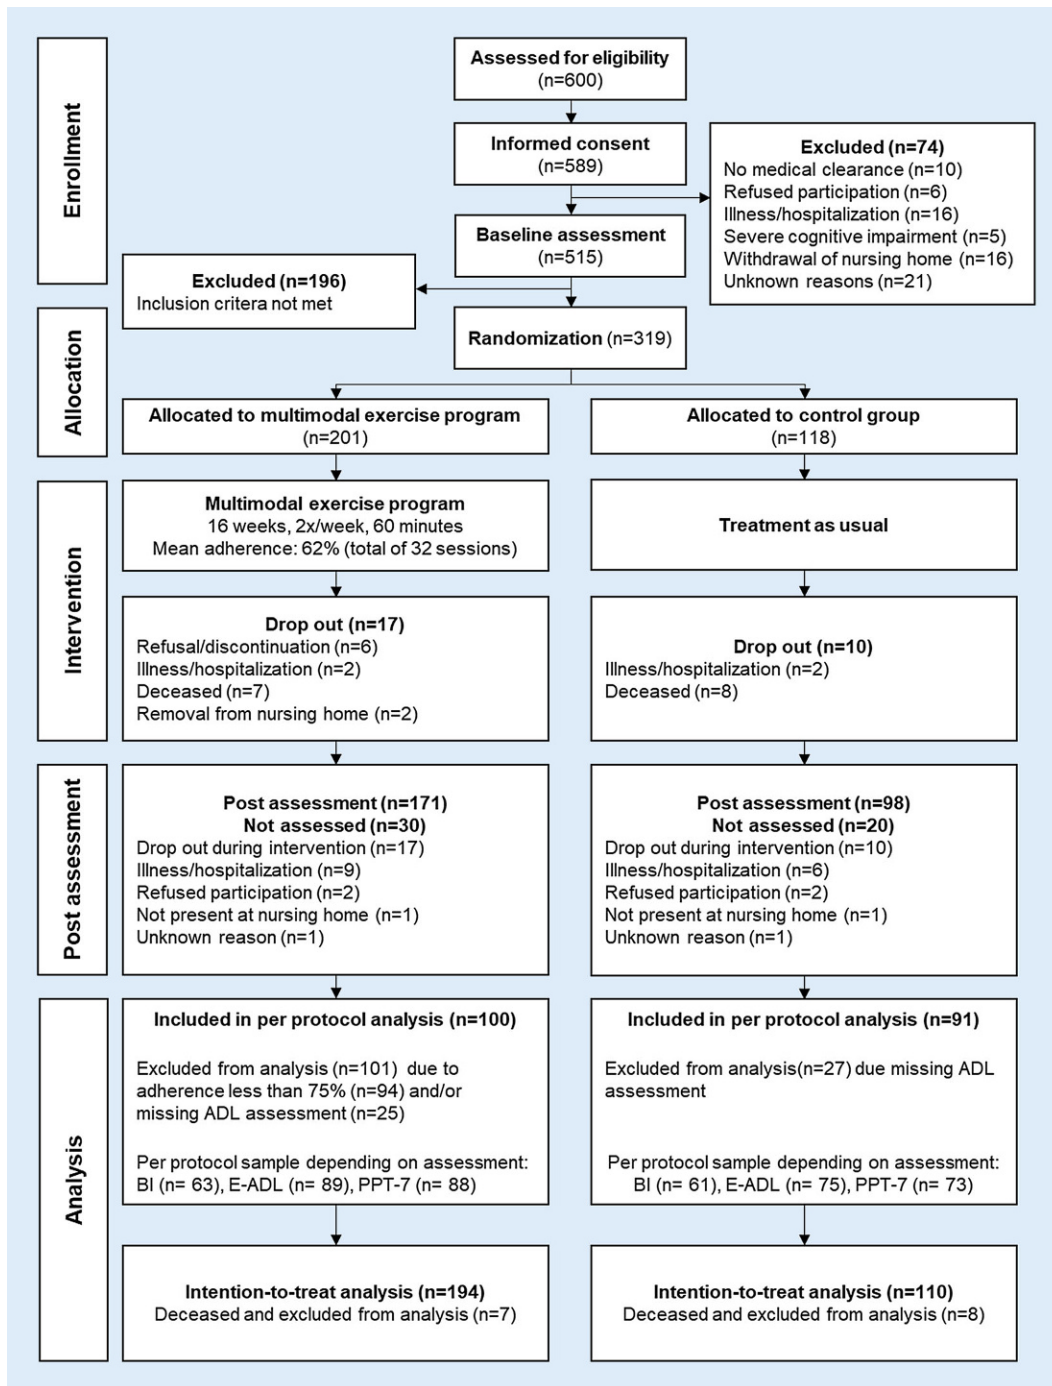 Enrollment
Assessed for eligibility
(n=600)
Informed consent
(n=589)
Excluded (n=74)
No medical clearance (n=10)
Refused participation (n=6)
Illness/hospitalization (n=16)
Severe cognitive impairment (n=5)
Withdrawal of nursing home (n=16)
Unknown reasons (n=21)
Baseline assessment
(n=515)
Excluded (n=196)
Inclusion critera not met
Allocation
Randomization (n=319)
Allocated to multimodal exercise program
(n=201)
Allocated to control group
(n=118)
Intervention
Multimodal exercise program
16 weeks, 2x/week, 60 minutes
Mean adherence: 62% (total of 32 sessions)
Treatment as usual
Drop out (n=17)
Refusal/discontinuation (n=6)
Illness/hospitalization (n=2)
Deceased (n=7)
Removal from nursing home (n=2)
Drop out (n=10)
Illness/hospitalization (n=2)
Deceased (n=8)
Post assessment
Post assessment (n=171)
Not assessed (n=30)
Drop out during intervention (n=17)
Illness/hospitalization (n=9)
Refused participation (n=2)
Not present at nursing home (n=1)
Unknown reason (n=1)
Post assessment (n=98)
Not assessed (n=20)
Drop out during intervention (n=10)
Illness/hospitalization (n=6)
Refused participation (n=2)
Not present at nursing home (n=1)
Unknown reason (n=1)
Analysis
Included in per protocol analysis (n=100)
Excluded from analysis (n=101) due to
adherence less than 75% (n=94) and/or
missing ADL assessment (n=25)
Per protocol sample depending on assessment:
BI (n= 63), E-ADL (n= 89), PPT-7 (n= 88)
Included in per protocol analysis (n=91)
Excluded from analysis(n=27) due missing ADL
assessment
Per protocol sample depending on assessment:
BI (n= 61), E-ADL (n= 75), PPT-7 (n= 73)
Intention-to-treat analysis (n=194)
Deceased and excluded from analysis (n=7)
Intention-to-treat analysis (n=110)
Deceased and excluded from analysis (n=8)